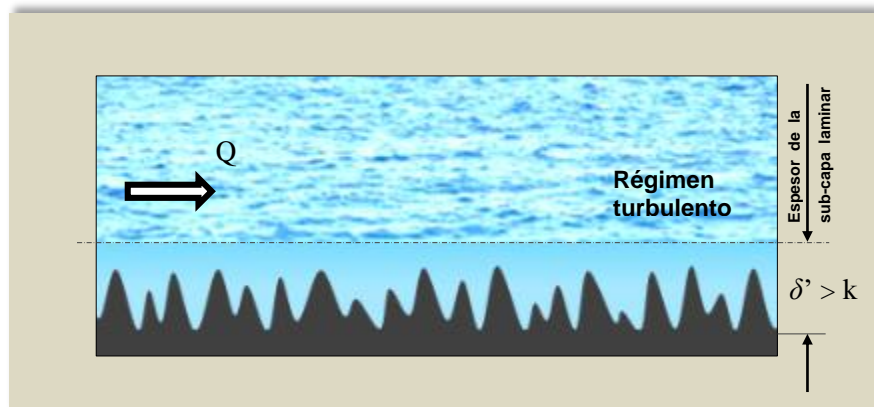 Q
Régimen
turbulento
Espesor de la
sub-capa laminar
δ’ > k